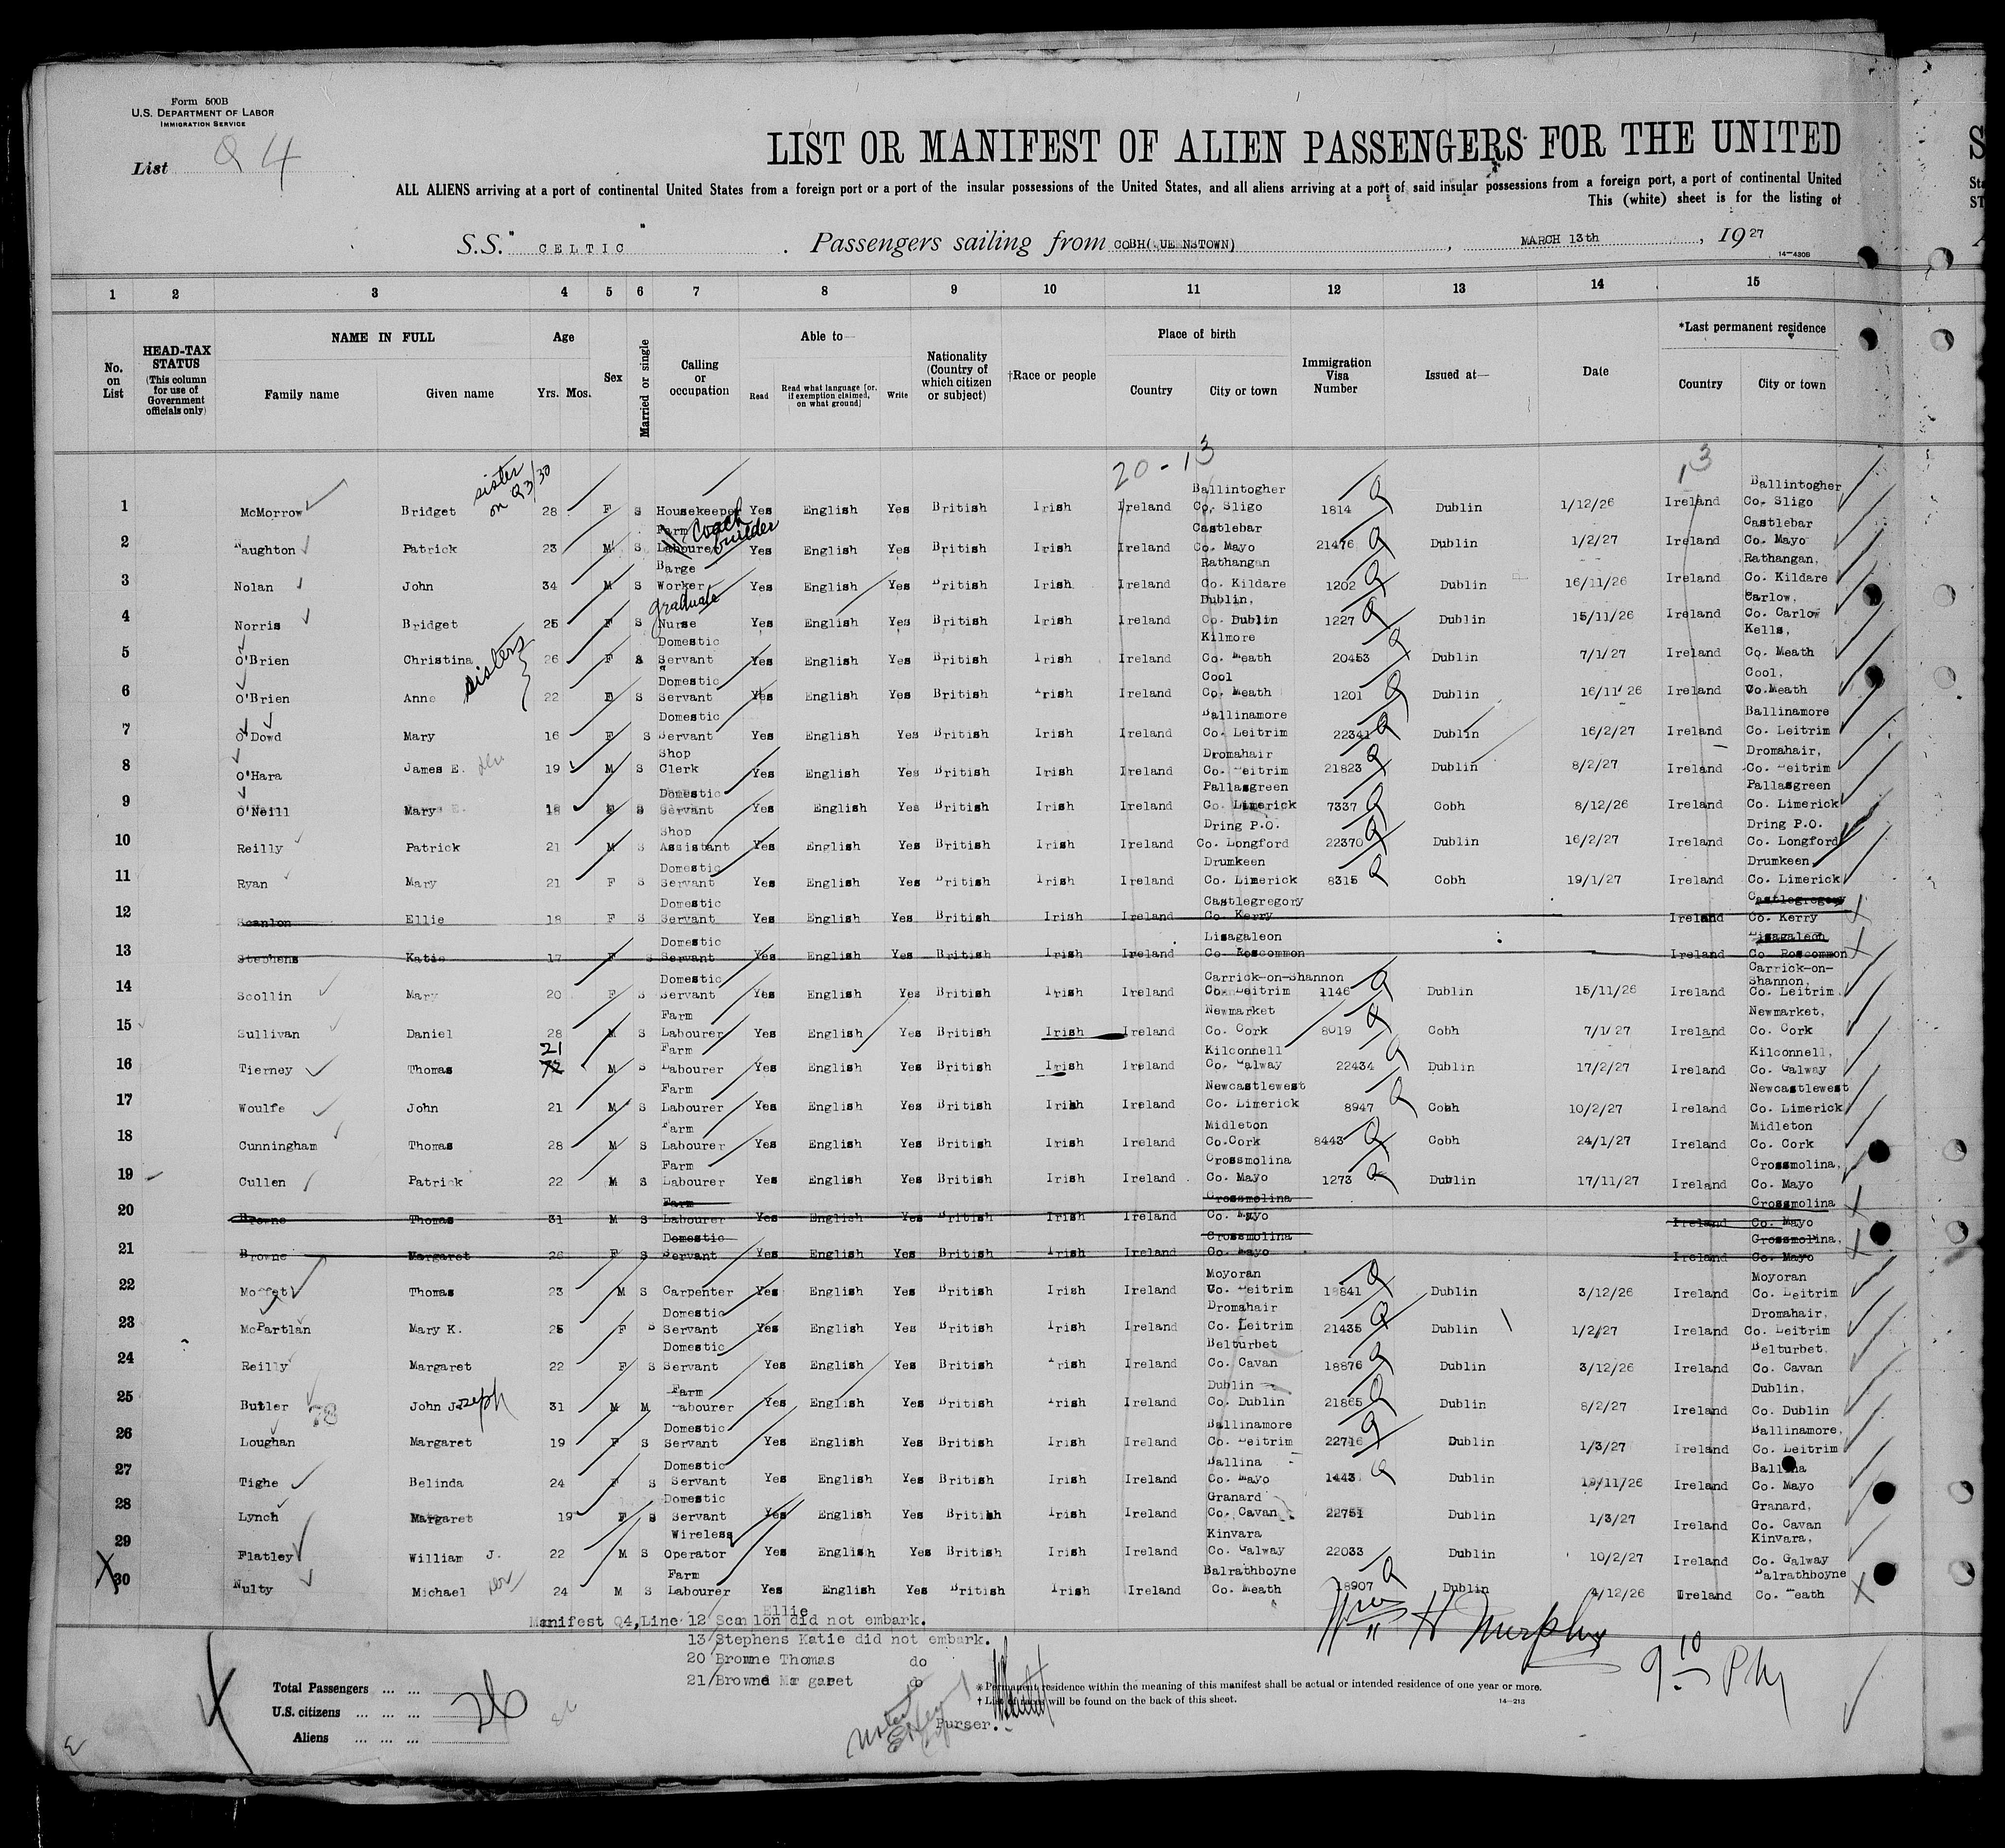 Form 500B
U.S. DEPARTMENT OF LABOR
IMMIGRATION SERVICE
List Q 4
LIST OR MANIFEST OF ALIEN PASSENGERS FOR THE UNITED
ALL ALIENS arriving at a port of continental United States from a foreign port or a port of the insular possessions of the United States, and all aliens arriving at a port of said insular possessions from a foreign port, a port of continental United
This (white) sheet is for the listing of
S.S. " CELTIC " . Passengers sailing from COBH( UEENSTOWN) , MARCH 13th , 1927
14—430B
1 2 3 4 5 6 7 8 9 10 11 12 13 14 15
No. on List
HEAD-TAX STATUS (This column for use of Government officials only)
NAME IN FULL
Family name Given name
Age
Yrs. Mos.
Sex
Married or single
Calling or occupation
Able to—
Read Read what language [or, if exemption claimed, on what ground] Write
Nationality (Country of which citizen or subject)
†Race or people
Place of birth
Country City or town
Immigration Visa Number
Issued at—
Date
*Last permanent residence
Country City or town
20 - 13 13
1 McMorrow Bridget sister on Q3/30 28 F S Housekeeper Yes English Yes British Irish Ireland Ballintogher Co. Sligo 1814 Dublin 1/12/26 Ireland Ballintogher Co. Sligo
2 Naughton Patrick 23 M S Farm Labourer Coach builder Yes English Yes British Irish Ireland Castlebar Co. Mayo 21476 Dublin 1/2/27 Ireland Castlebar Co. Mayo
3 Nolan John 34 M S Barge Worker Yes English Yes British Irish Ireland Rathangan Co. Kildare 1202 Dublin 16/11/26 Ireland Rathangan, Co. Kildare
4 Norris Bridget 25 F S graduate Nurse Yes English Yes British Irish Ireland Dublin, Co. Dublin 1227 Dublin 15/11/26 Ireland Carlow, Co. Carlow
5 O'Brien Christina sisters 26 F S Domestic Servant Yes English Yes British Irish Ireland Kilmore Co. Meath 20453 Dublin 7/1/27 Ireland Kells, Co. Meath
6 O'Brien Anne 22 F S Domestic Servant Yes English Yes British Irish Ireland Cool Co. Meath 1201 Dublin 16/11/26 Ireland Cool, Co.Meath
7 O'Dowd Mary 16 F S Domestic Servant Yes English Yes British Irish Ireland Ballinamore Co. Leitrim 22341 Dublin 16/2/27 Ireland Ballinamore Co. Leitrim
8 O'Hara James E. 19 M S Shop Clerk Yes English Yes British Irish Ireland Dromahair Co. Leitrim 21823 Dublin 8/2/27 Ireland Dromahair, Co. Leitrim
9 O'Neill Mary 18 F S Domestic Servant Yes English Yes British Irish Ireland Pallasgreen Co. Limerick 7337 Cobh 8/12/26 Ireland Pallasgreen Co. Limerick
10 Reilly Patrick 21 M S Shop Assistant Yes English Yes British Irish Ireland Dring P.O. Co. Longford 22370 Dublin 16/2/27 Ireland Dring P.O. Co. Longford
11 Ryan Mary 21 F S Domestic Servant Yes English Yes British Irish Ireland Drumkeen Co. Limerick 8315 Cobh 19/1/27 Ireland Drumkeen, Co. Limerick
12 Scanlon Ellie 18 F S Domestic Servant Yes English Yes British Irish Ireland Castlegregory Co. Kerry Ireland Castlegregory Co. Kerry
13 Stephens Katie 17 F S Domestic Servant Yes English Yes British Irish Ireland Lisagaleon Co. Roscommon Ireland Lisagaleon Co. Roscommon
14 Scollin Mary 20 F S Domestic Servant Yes English Yes British Irish Ireland Carrick-on-Shannon Co. Leitrim 1146 Dublin 15/11/26 Ireland Carrick-on-Shannon, Co. Leitrim
15 Sullivan Daniel 28 M S Farm Labourer Yes English Yes British Irish Ireland Newmarket Co. Cork 8019 Cobh 7/1/27 Ireland Newmarket, Co. Cork
16 Tierney Thomas 21 M S Farm Labourer Yes English Yes British Irish Ireland Kilconnell Co. Galway 22434 Dublin 17/2/27 Ireland Kilconnell, Co. Galway
17 Woulfe John 21 M S Farm Labourer Yes English Yes British Irish Ireland Newcastlewest Co. Limerick 8947 Cobh 10/2/27 Ireland Newcastlewest Co. Limerick
18 Cunningham Thomas 28 M S Farm Labourer Yes English Yes British Irish Ireland Midleton Co.Cork 8443 Cobh 24/1/27 Ireland Midleton Co. Cork
19 Cullen Patrick 22 M S Farm Labourer Yes English Yes British Irish Ireland Crossmolina Co. Mayo 1273 Dublin 17/11/27 Ireland Crossmolina, Co. Mayo
20 Browne Thomas 31 M S Farm Labourer Yes English Yes British Irish Ireland Crossmolina Co. Mayo Ireland Crossmolina Co. Mayo
21 Browne Margaret 26 F S Domestic Servant Yes English Yes British Irish Ireland Crossmolina Co. Mayo Ireland Crossmolina, Co. Mayo
22 Moffet Thomas 23 M S Carpenter Yes English Yes British Irish Ireland Moyoran Co. Leitrim 18841 Dublin 3/12/26 Ireland Moyoran Co. Leitrim
23 McPartlan Mary K. 25 F S Domestic Servant Yes English Yes British Irish Ireland Dromahair Co. Leitrim 21435 Dublin 1/2/27 Ireland Dromahair, Co. Leitrim
24 Reilly Margaret 22 F S Domestic Servant Yes English Yes British Irish Ireland Belturbet Co. Cavan 18876 Dublin 3/12/26 Ireland Belturbet, Co. Cavan
25 Butler John Joseph 31 M M Farm Labourer Yes English Yes British Irish Ireland Dublin Co. Dublin 21865 Dublin 8/2/27 Ireland Dublin, Co. Dublin
26 Loughan Margaret 19 F S Domestic Servant Yes English Yes British Irish Ireland Ballinamore Co. Leitrim 22716 Dublin 1/3/27 Ireland Ballinamore, Co. Leitrim
27 Tighe Belinda 24 F S Domestic Servant Yes English Yes British Irish Ireland Ballina Co. Mayo 1443 Dublin 19/11/26 Ireland Ballina Co. Mayo
28 Lynch Margaret 19 F S Domestic Servant Yes English Yes British Irish Ireland Granard Co. Cavan 22751 Dublin 1/3/27 Ireland Granard, Co. Cavan
29 Flatley William J. 22 M S Wireless Operator Yes English Yes British Irish Ireland Kinvara Co. Galway 22033 Dublin 10/2/27 Ireland Kinvara, Co. Galway
30 Nulty Michael 24 M S Farm Labourer Yes English Yes British Irish Ireland Balrathboyne Co. Meath 18907 Dublin 4/12/26 Ireland Balrathboyne Co. Meath
Manifest Q4,Line 12/Scanlon Ellie did not embark.
13/Stephens Katie did not embark.
20 Browne Thomas do
21/Browne Margaret do
Purser.
Wm H Murphy
9 10 PM
Total Passengers ... ...
U.S. citizens ... ... ... 26
Aliens ... ... ...
* Permanent residence within the meaning of this manifest shall be actual or intended residence of one year or more.
† List of races will be found on the back of this sheet.
14—213